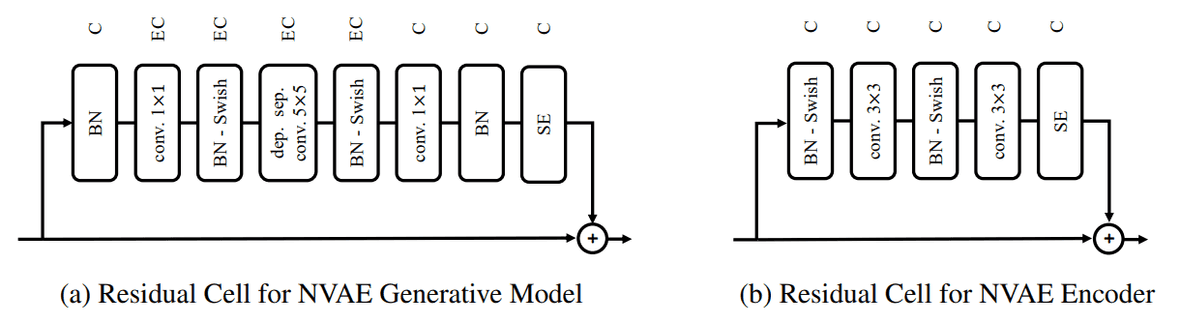 C
EC
EC
EC
EC
C
C
C
BN
conv. 1×1
BN - Swish
dep. sep.
conv. 5×5
BN - Swish
conv. 1×1
BN
SE
+
(a) Residual Cell for NVAE Generative Model
C
C
C
C
C
BN - Swish
conv. 3×3
BN - Swish
conv. 3×3
SE
+
(b) Residual Cell for NVAE Encoder